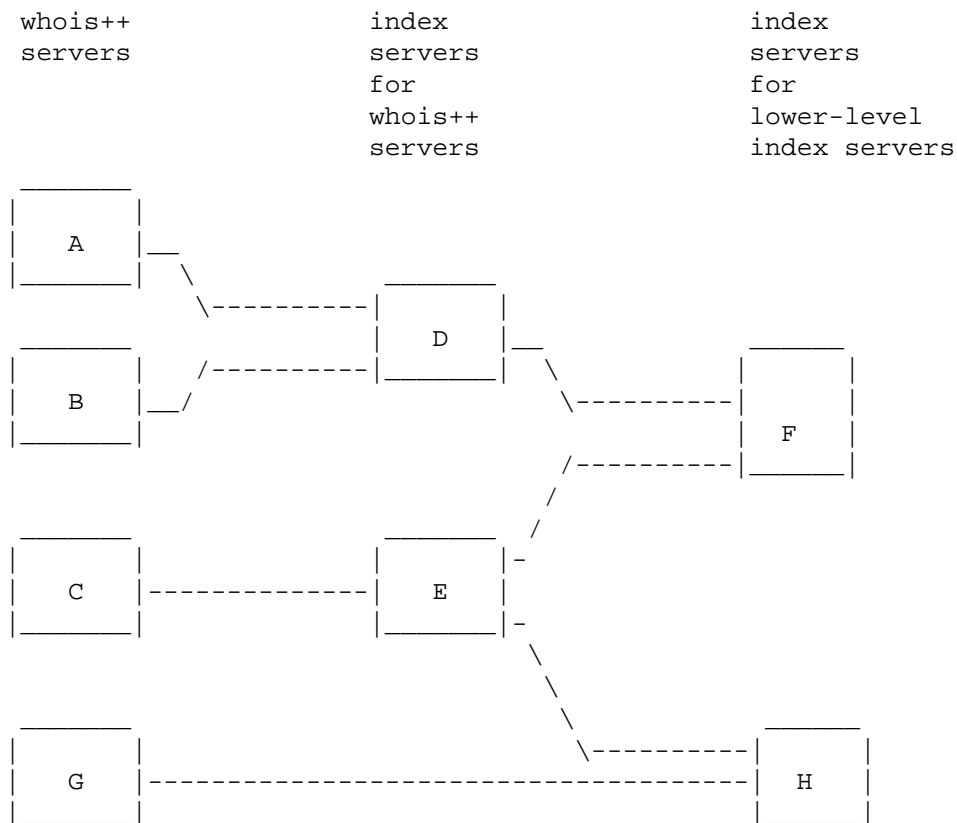 whois++ index index
servers servers servers
for for
whois++ lower-level
servers index servers
A
D
B
F
C E
G H